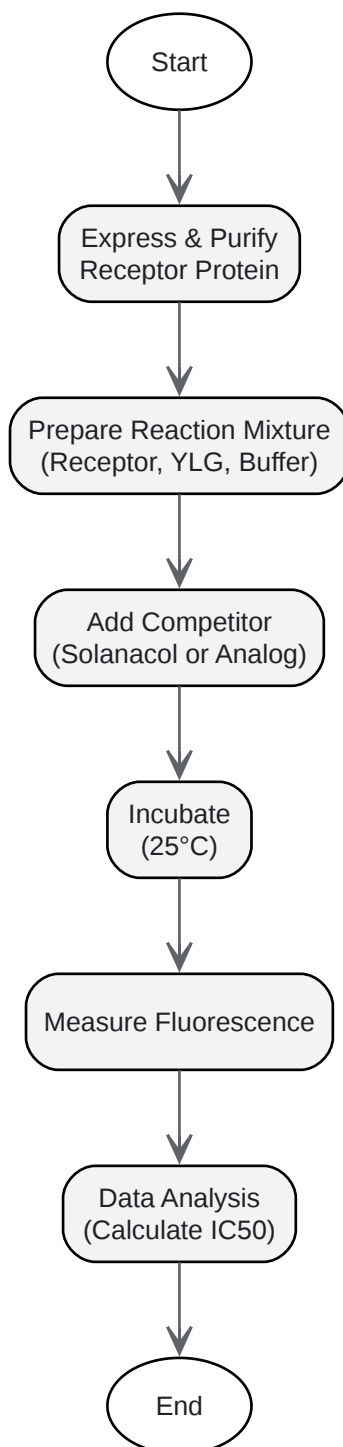 Start
Express & Purify
Receptor Protein
Prepare Reaction Mixture
(Receptor, YLG, Buffer)
Add Competitor
(Solanacol or Analog)
Incubate
(25°C)
Measure Fluorescence
Data Analysis
(Calculate IC50)
End